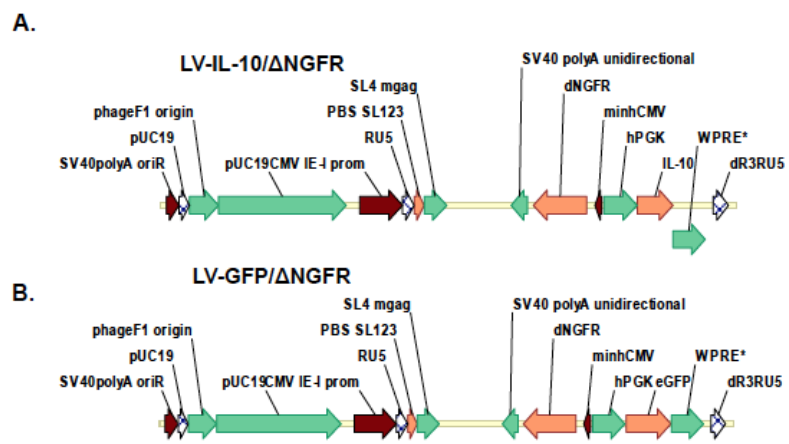 A.
LV-IL-10/ΔNGFR
SV40 polyA unidirectional
SL4 mgag
dNGFR
phageF1 origin
PBS SL123
minhCMV
pUC19
RU5
hPGK
WPRE*
SV40polyA oriR
pUC19CMV IE-I prom
IL-10
dR3RU5
LV-GFP/ΔNGFR
B.
SL4 mgag
SV40 polyA unidirectional
phageF1 origin
PBS SL123
dNGFR
pUC19
RU5
minhCMV
WPRE*
SV40polyA oriR
pUC19CMV IE-I prom
hPGK eGFP
dR3RU5